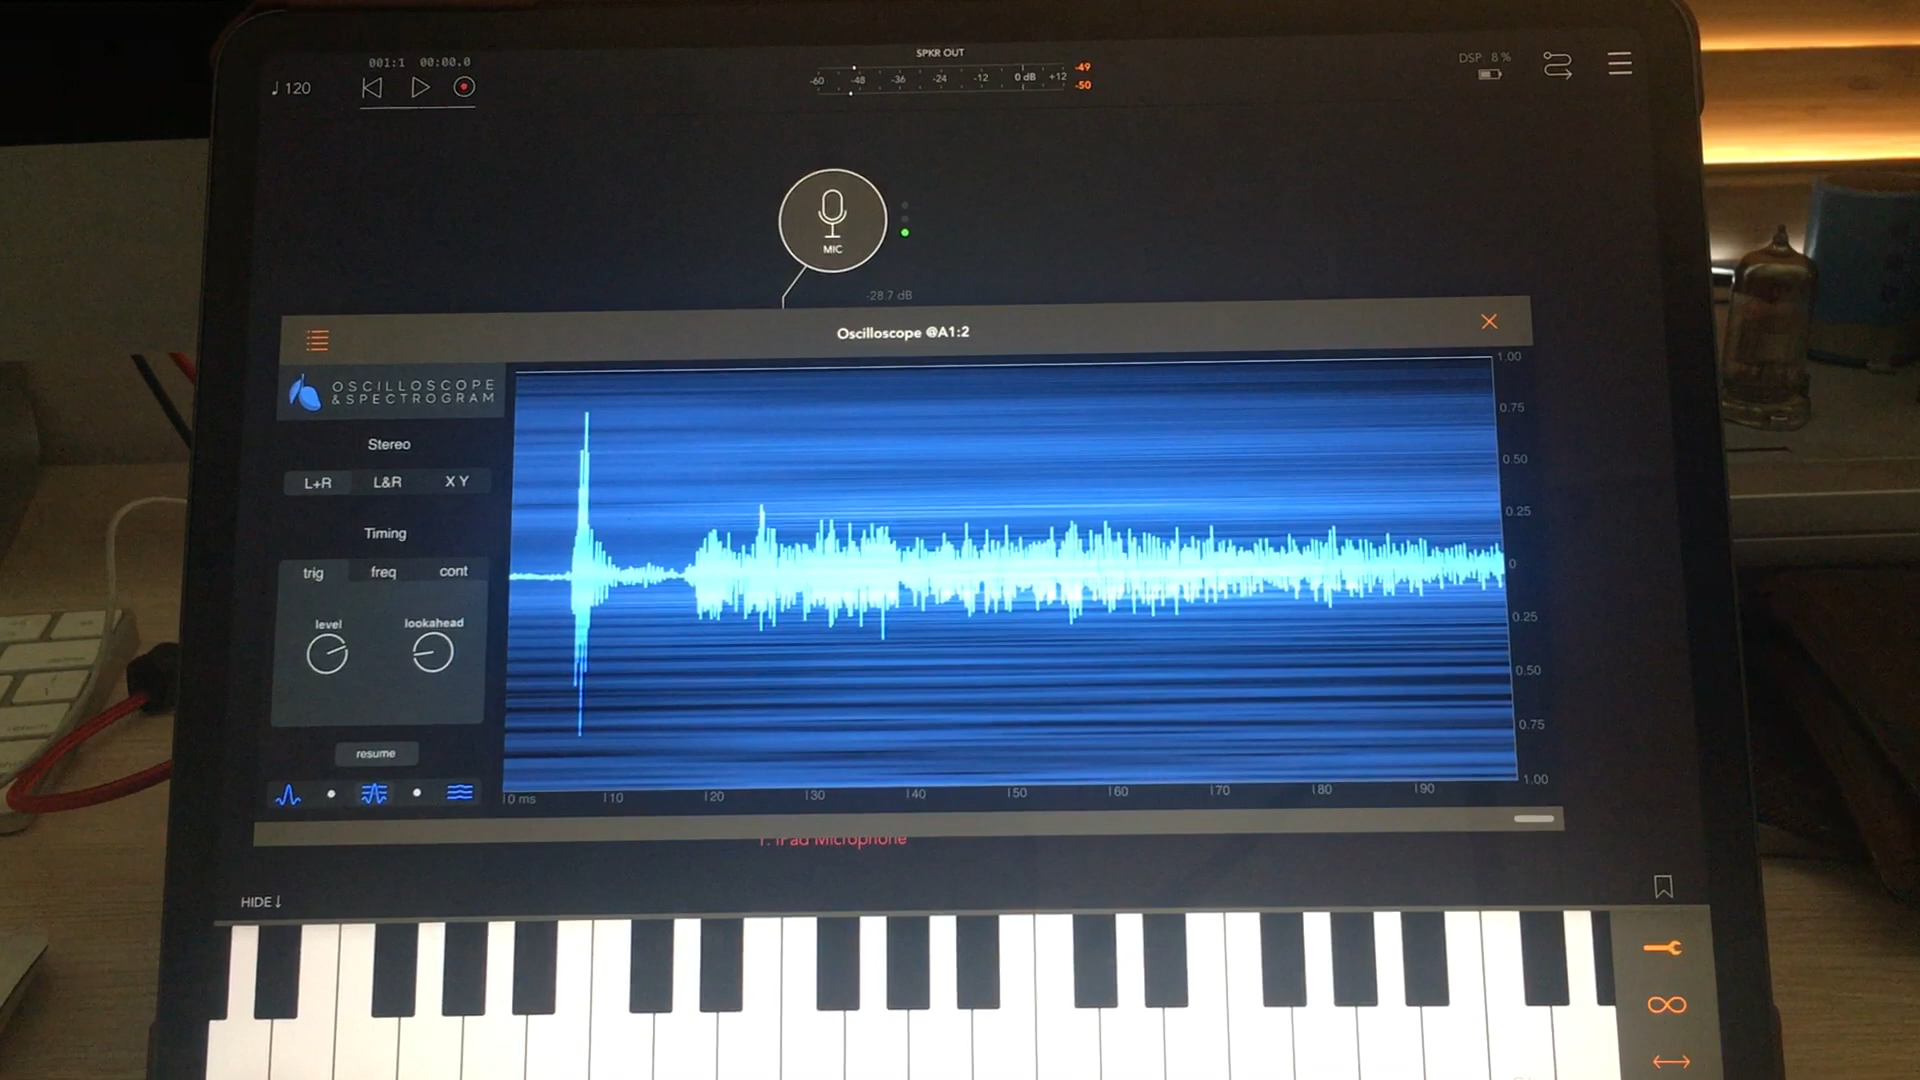 SPKR OUT
001:1 00:00.0
120
-60 -48 -36 -24 -12 0 dB +12
-49
-50
DSP: 8 %
MIC
-28.7 dB
Oscilloscope @A1:2
OSCILLOSCOPE
& SPECTROGRAM
Stereo
L+R L&R X Y
Timing
trig freq cont
level lookahead
resume
1.00
0.75
0.50
0.25
0
0.25
0.50
0.75
1.00
0 ms 110 120 130 140 150 160 170 180 190
1: iPad Microphone
HIDE